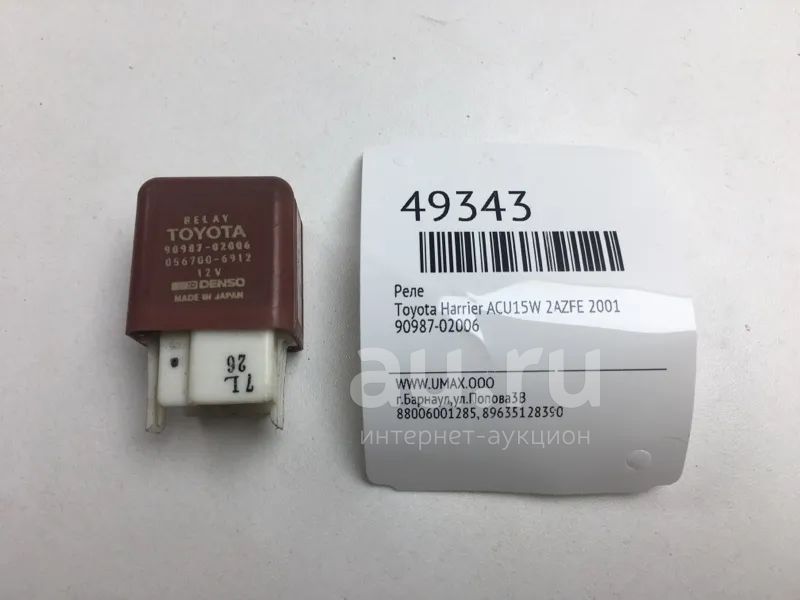 RELAY
TOYOTA
90987-02006
056700-6912
12V
DENSO
MADE IN JAPAN
7L
26
49343
Реле
Toyota Harrier ACU15W 2AZFE 2001
90987-02006
WWW.UMAX.OOO
г.Барнаул,ул.Попова3В
88006001285, 89635128390
au.ru
интернет-аукцион